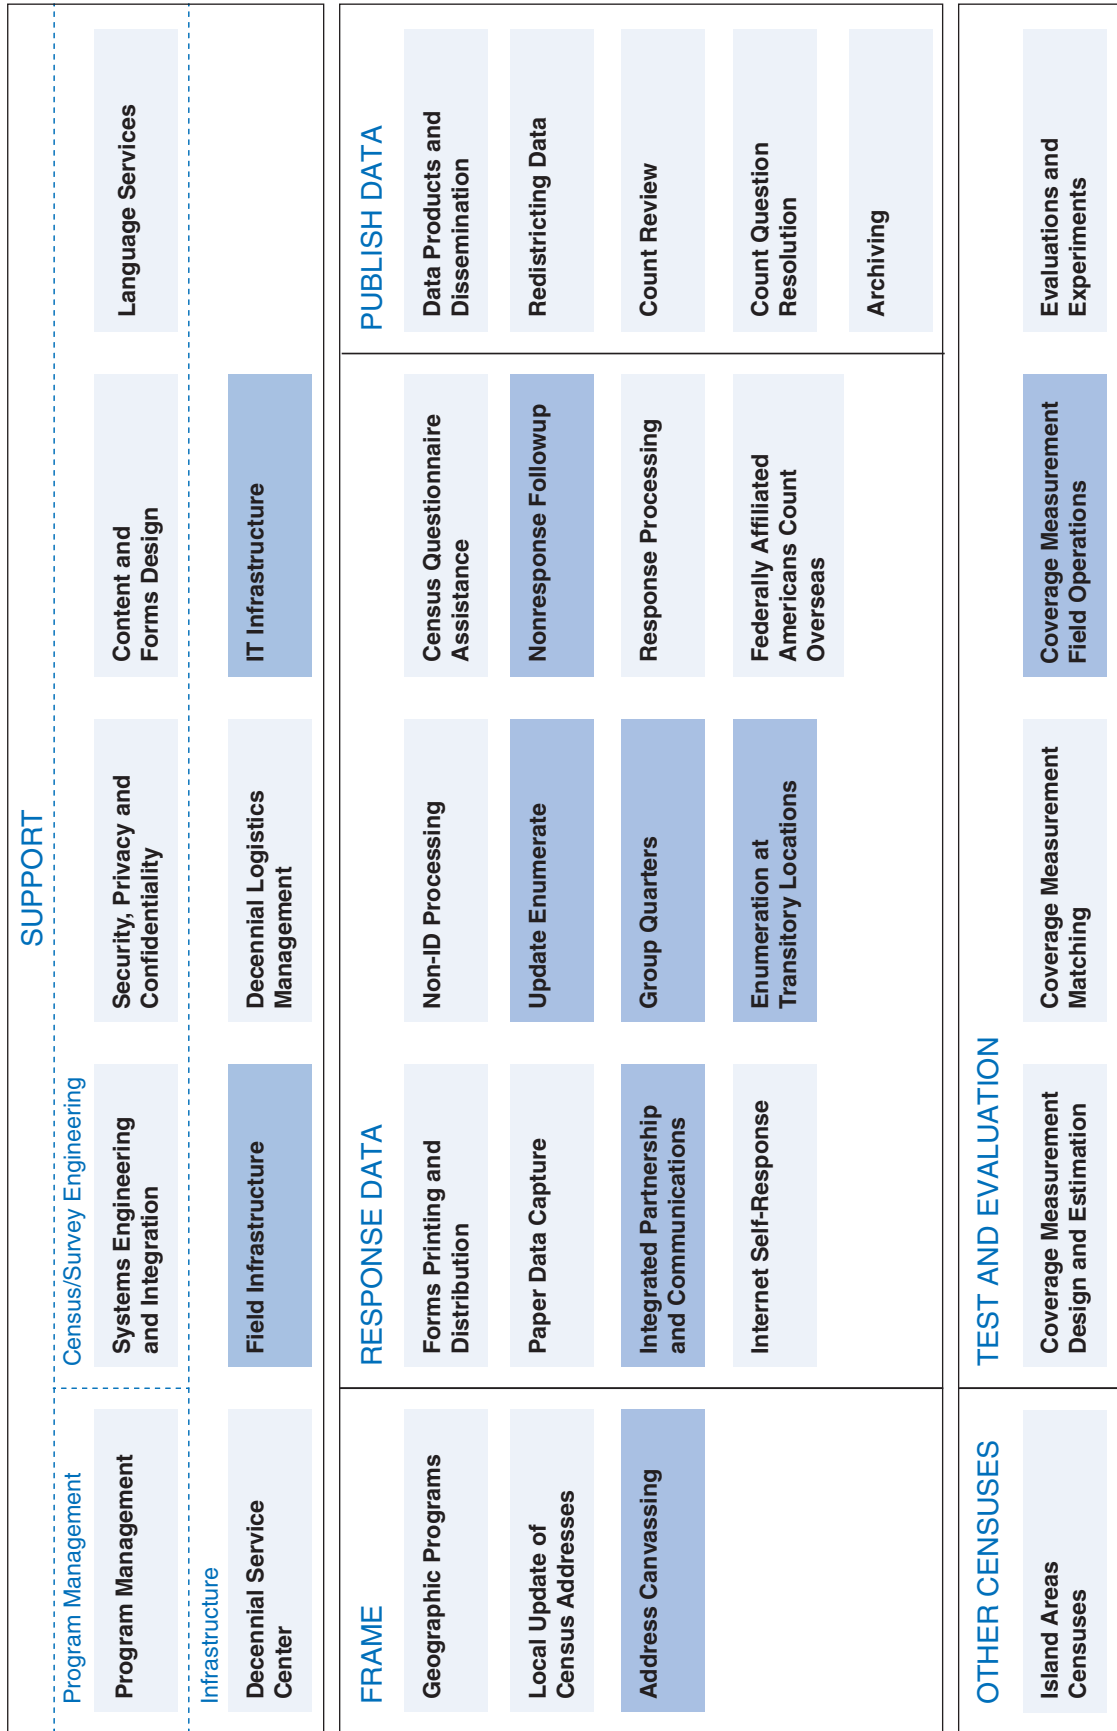 SUPPORT
Program Management
Census/Survey Engineering
Program Management
Systems Engineering
and Integration
Security, Privacy and
Confidentiality
Content and
Forms Design
Language Services
Infrastructure
Decennial Service
Center
Field Infrastructure
Decennial Logistics
Management
IT Infrastructure
FRAME
Geographic Programs
Local Update of
Census Addresses
Address Canvassing
RESPONSE DATA
Forms Printing and
Distribution
Paper Data Capture
Integrated Partnership
and Communications
Internet Self-Response
Non-ID Processing
Update Enumerate
Group Quarters
Enumeration at
Transitory Locations
Census Questionnaire
Assistance
Nonresponse Followup
Response Processing
Federally Affiliated
Americans Count
Overseas
PUBLISH DATA
Data Products and
Dissemination
Redistricting Data
Count Review
Count Question
Resolution
Archiving
OTHER CENSUSES
Island Areas
Censuses
TEST AND EVALUATION
Coverage Measurement
Design and Estimation
Coverage Measurement
Matching
Coverage Measurement
Field Operations
Evaluations and
Experiments